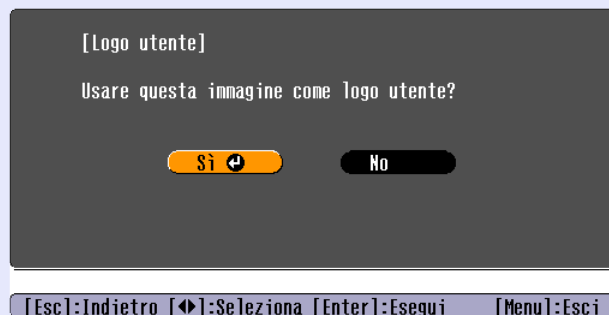 [Logo utente]
Usare questa immagine come logo utente?
Sì
No
[Esc]:Indietro [◆]:Seleziona [Enter]:Esegui [Menu]:Esci